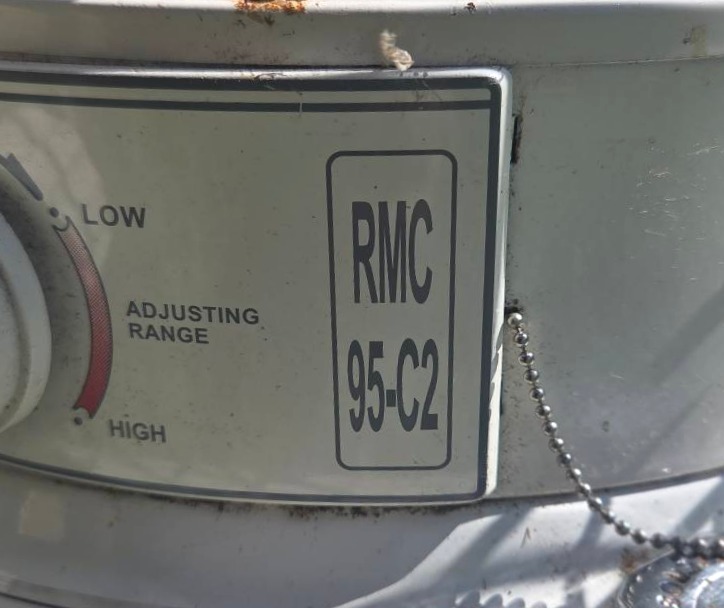 LOW
ADJUSTING
RANGE
HIGH
RMC
95-C2